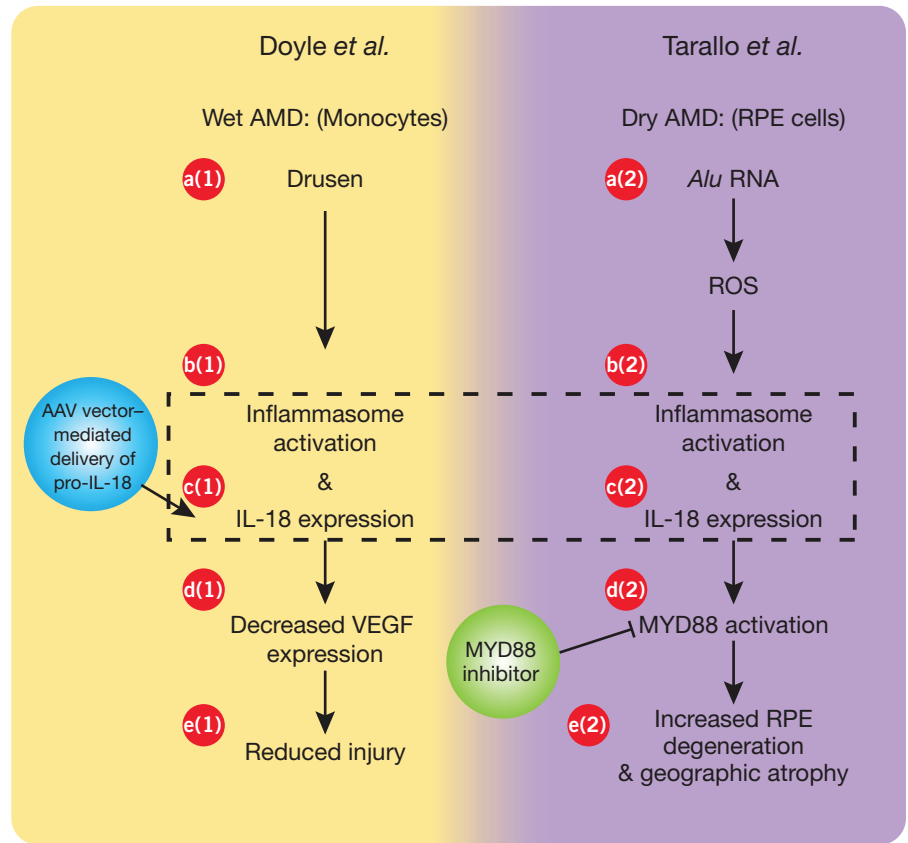 Doyle et al.
Tarallo et al.
Wet AMD: (Monocytes)
Dry AMD: (RPE cells)
a(1)
Drusen
a(2)
Alu RNA
ROS
b(1)
b(2)
AAV vector–
mediated
delivery of
pro-IL-18
Inflammasome
activation
c(1)
&
IL-18 expression
Inflammasome
activation
c(2)
&
IL-18 expression
d(1)
Decreased VEGF
expression
d(2)
MYD88 activation
MYD88
inhibitor
e(1)
Reduced injury
e(2)
Increased RPE
degeneration
& geographic atrophy